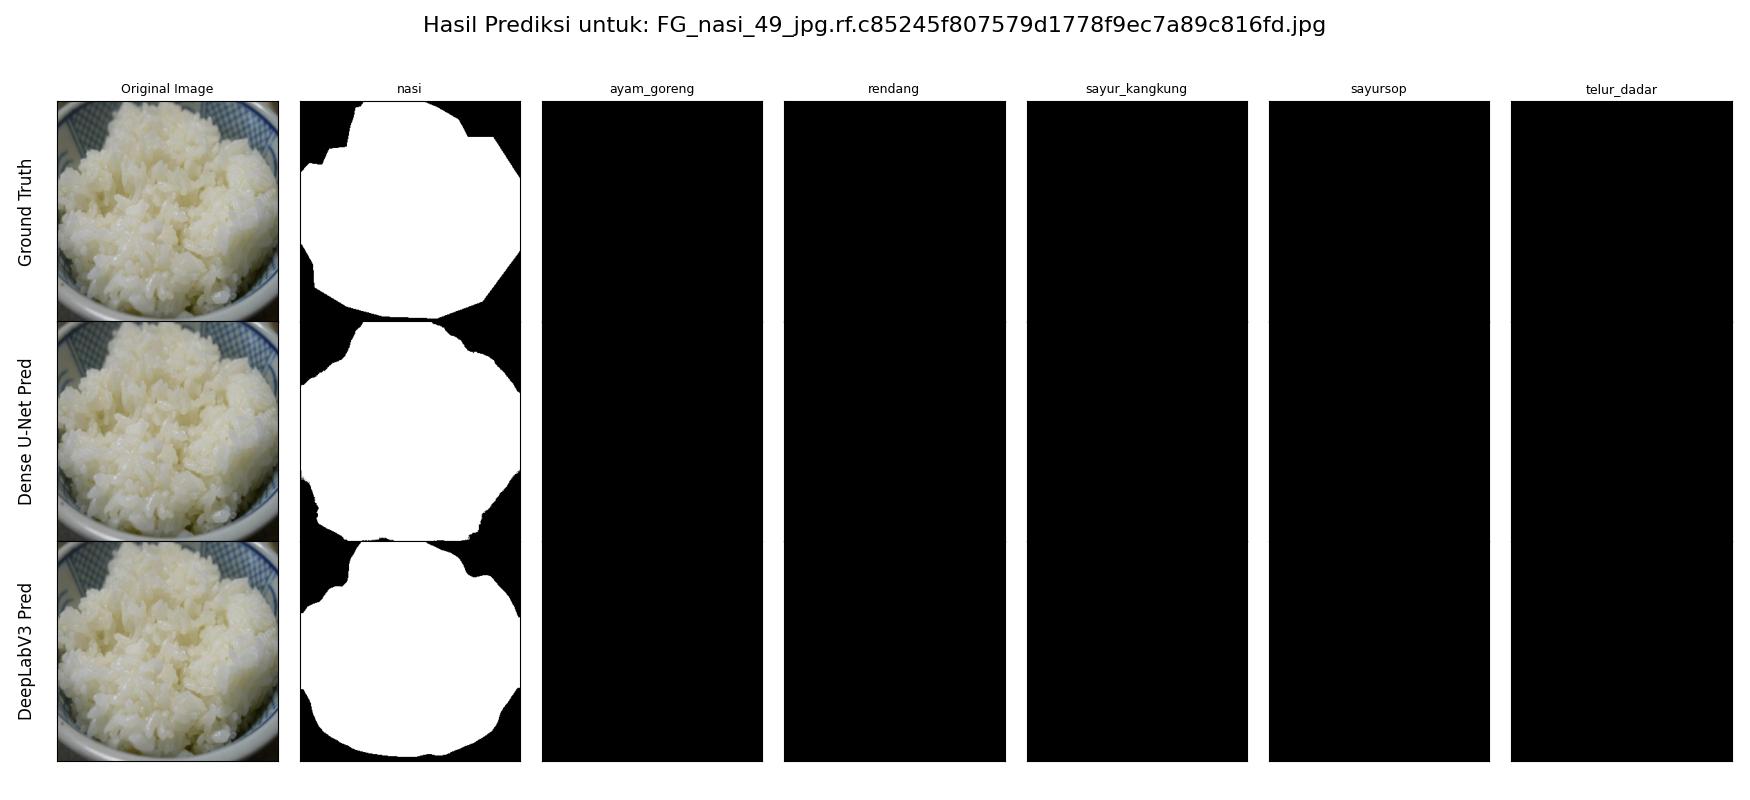 Hasil Prediksi untuk: FG_nasi_49_jpg.rf.c85245f807579d1778f9ec7a89c816fd.jpg
Original Image
nasi
ayam_goreng
rendang
sayur_kangkung
sayursop
telur_dadar
Ground Truth
Dense U-Net Pred
DeepLabV3 Pred